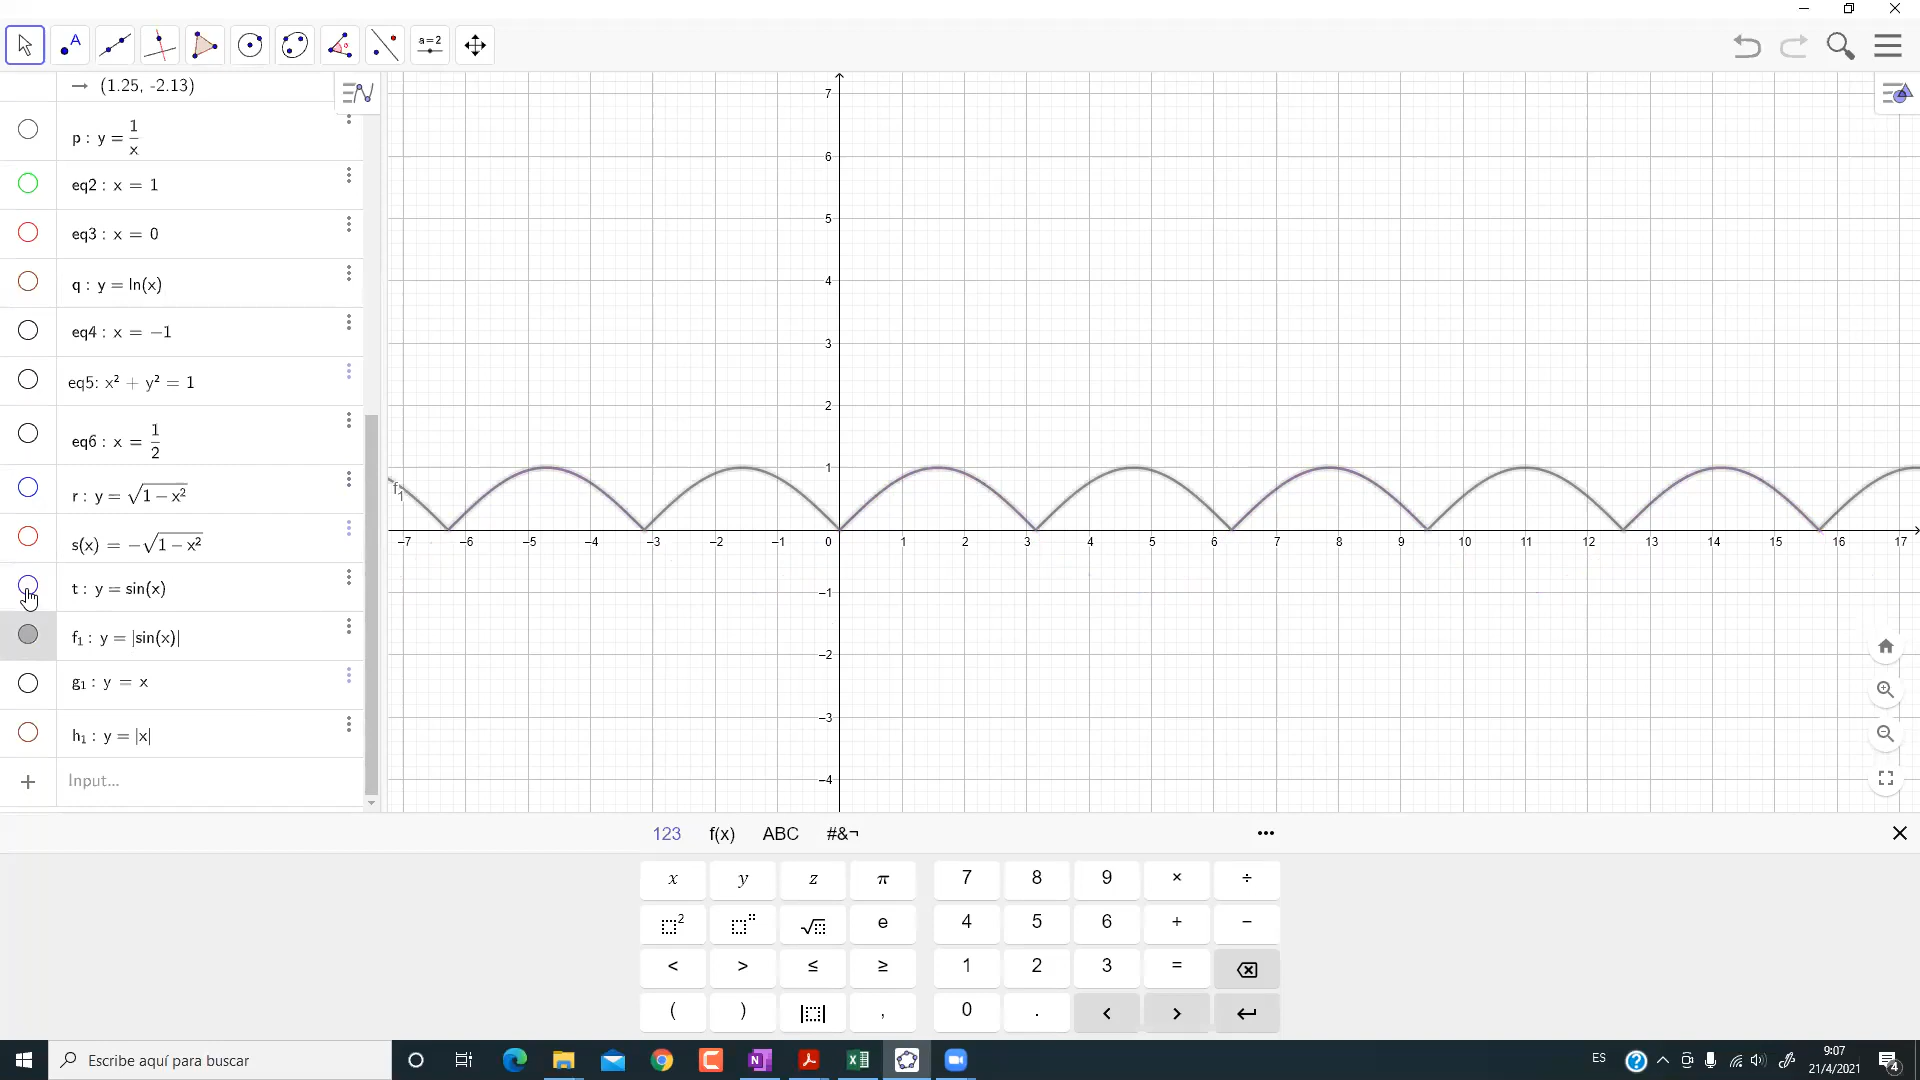 A
a=2
→ (1.25, -2.13)
p : y = 1/x
eq2 : x = 1
eq3 : x = 0
q : y = ln(x)
eq4 : x = −1
eq5: x² + y² = 1
eq6 : x = 1/2
r : y = √(1−x²)
s(x) = −√(1−x²)
t : y = sin(x)
f₁ : y = |sin(x)|
g₁ : y = x
h₁ : y = |x|
+ Input...
7
6
5
4
3
2
1
f₁
−7 −6 −5 −4 −3 −2 −1 0 1 2 3 4 5 6 7 8 9 10 11 12 13 14 15 16 17
−1
−2
−3
−4
123 f(x) ABC #&¬ •••
x y z π 7 8 9 × ÷
□² □ √□ e 4 5 6 + −
< > ≤ ≥ 1 2 3 =
( ) |□| , 0 . < >
Escribe aquí para buscar
ES
9:07
21/4/2021
4